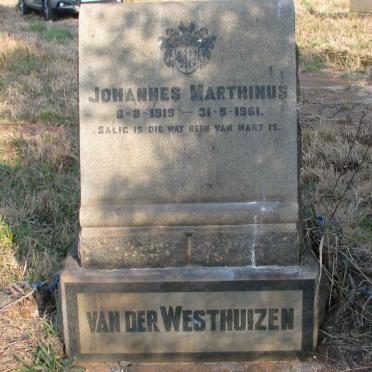 JOHANNES MARTHINUS
8-8-1919 — 31-5-1961.
SALIG IS DIE WAT REIN VAN HART IS.
VAN DER WESTHUIZEN